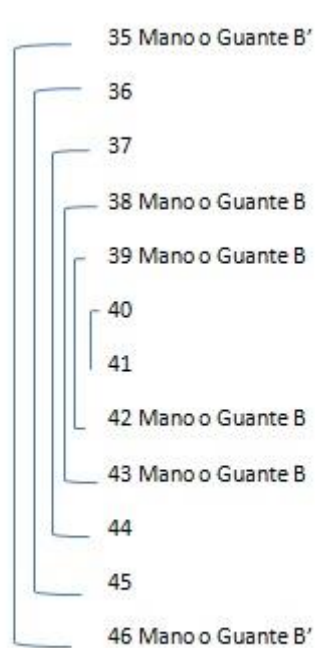 35 Mano o Guante B’
36
37
38 Mano o Guante B
39 Mano o Guante B
40
41
42 Mano o Guante B
43 Mano o Guante B
44
45
46 Mano o Guante B’